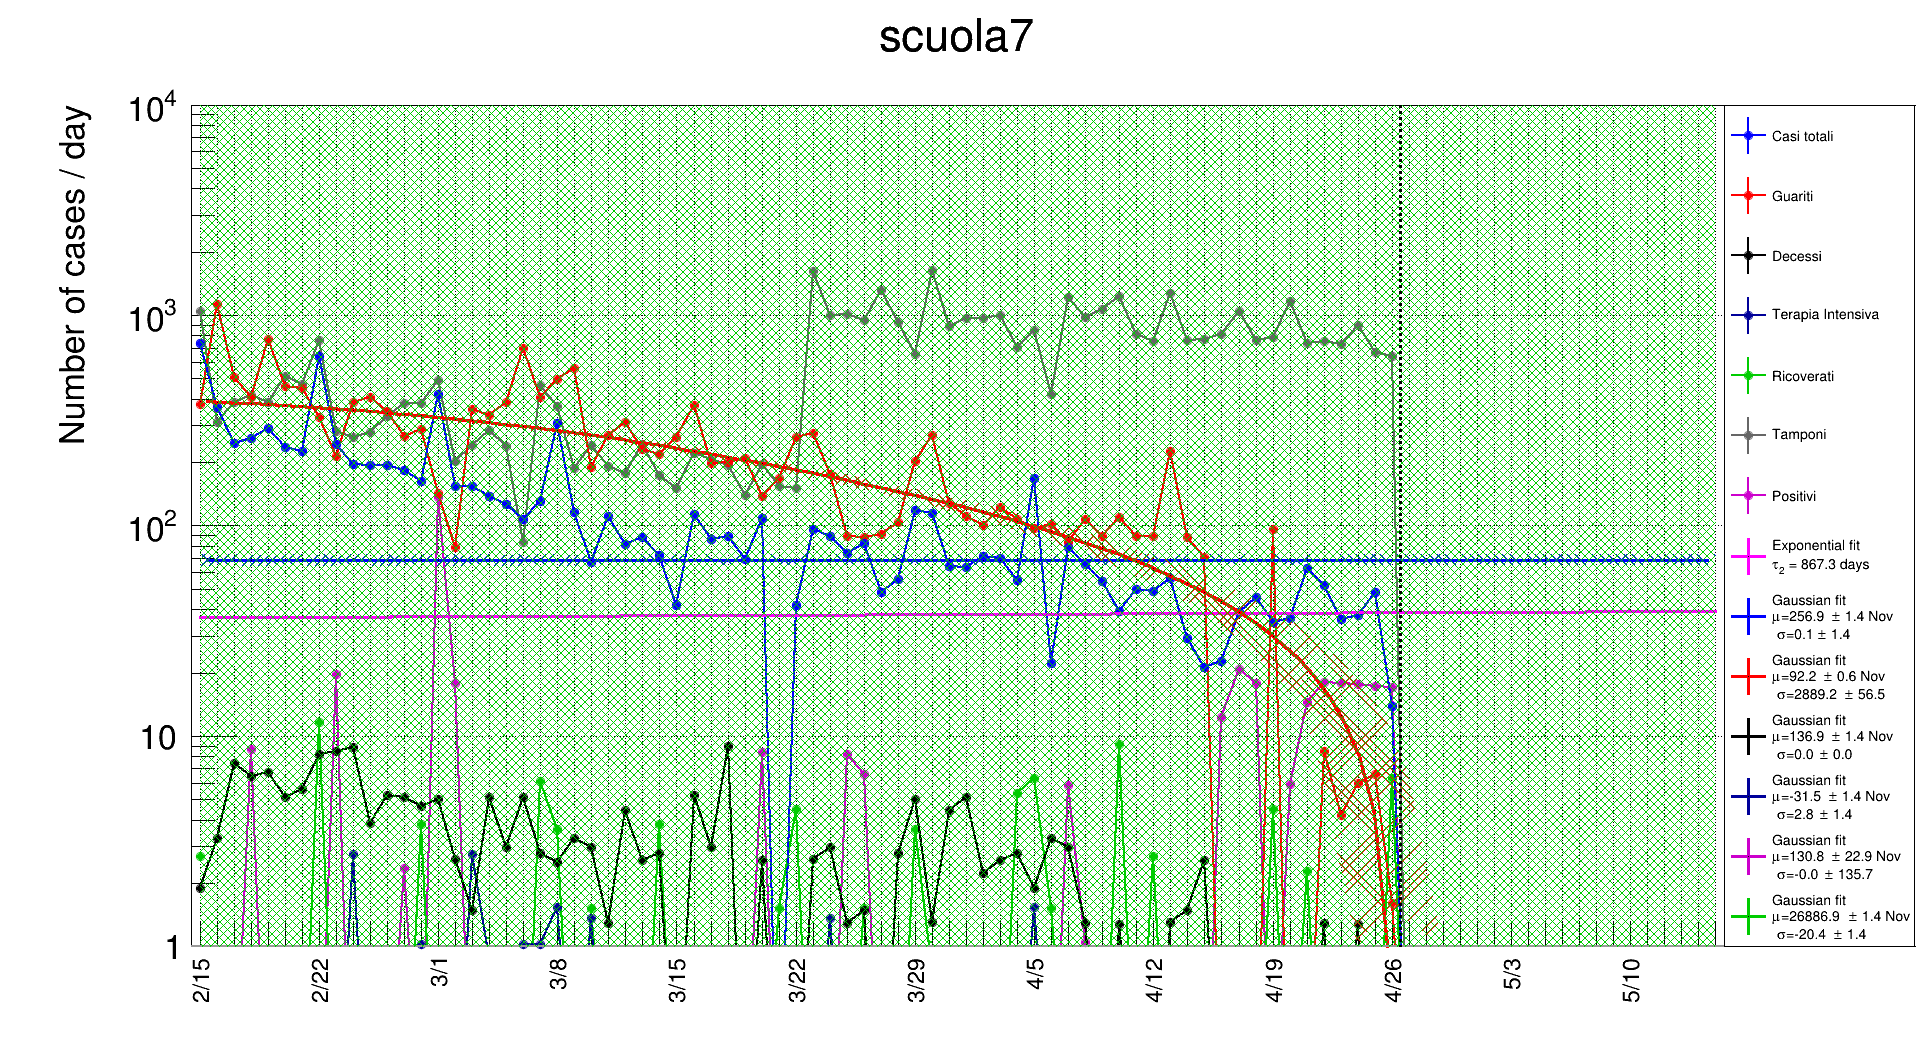 scuola7
Number of cases / day
10⁴
10³
10²
10
1
2/15
2/22
3/1
3/8
3/15
3/22
3/29
4/5
4/12
4/19
4/26
5/3
5/10
Casi totali
Guariti
Decessi
Terapia Intensiva
Ricoverati
Tamponi
Positivi
Exponential fit
τ₂ = 867.3 days
Gaussian fit
μ=256.9 ± 1.4 Nov
σ=0.1 ± 1.4
Gaussian fit
μ=92.2 ± 0.6 Nov
σ=2889.2 ± 56.5
Gaussian fit
μ=136.9 ± 1.4 Nov
σ=0.0 ± 0.0
Gaussian fit
μ=-31.5 ± 1.4 Nov
σ=2.8 ± 1.4
Gaussian fit
μ=130.8 ± 22.9 Nov
σ=-0.0 ± 135.7
Gaussian fit
μ=26886.9 ± 1.4 Nov
σ=-20.4 ± 1.4